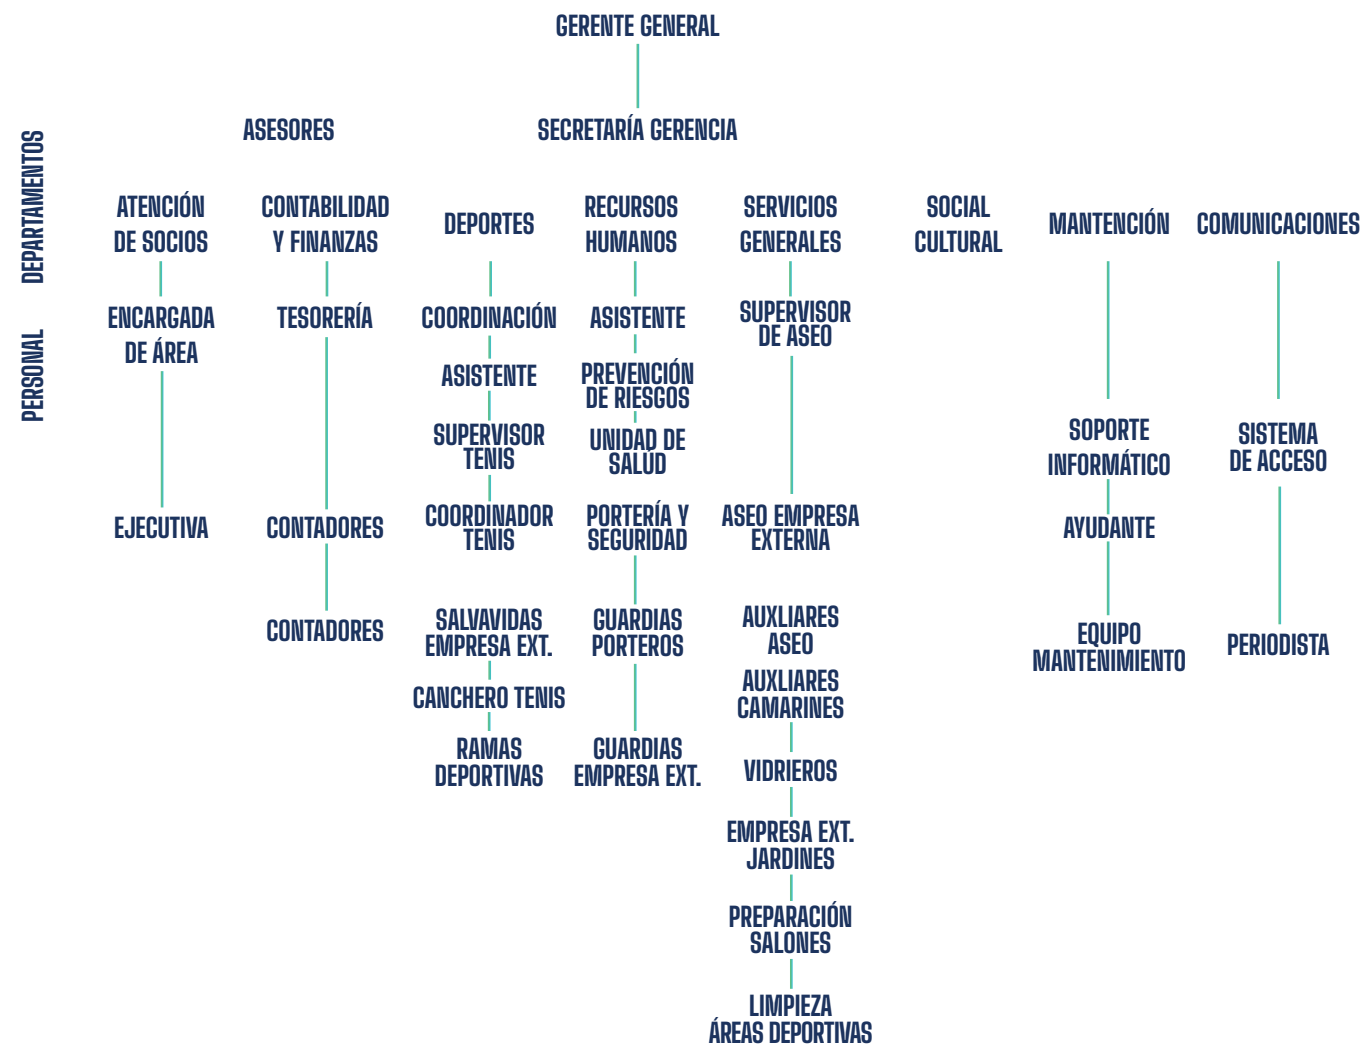 GERENTE GENERAL
ASESORES
SECRETARÍA GERENCIA
DEPARTAMENTOS
ATENCIÓN
DE SOCIOS
CONTABILIDAD
Y FINANZAS
DEPORTES
RECURSOS
HUMANOS
SERVICIOS
GENERALES
SOCIAL
CULTURAL
MANTENCIÓN
COMUNICACIONES
PERSONAL
ENCARGADA
DE ÁREA
EJECUTIVA
TESORERÍA
CONTADORES
CONTADORES
COORDINACIÓN
ASISTENTE
SUPERVISOR
TENIS
COORDINADOR
TENIS
SALVAVIDAS
EMPRESA EXT.
CANCHERO TENIS
RAMAS
DEPORTIVAS
ASISTENTE
PREVENCIÓN
DE RIESGOS
UNIDAD DE
SALÚD
PORTERÍA Y
SEGURIDAD
GUARDIAS
PORTEROS
GUARDIAS
EMPRESA EXT.
SUPERVISOR
DE ASEO
ASEO EMPRESA
EXTERNA
AUXLIARES
ASEO
AUXLIARES
CAMARINES
VIDRIEROS
EMPRESA EXT.
JARDINES
PREPARACIÓN
SALONES
LIMPIEZA
ÁREAS DEPORTIVAS
SOPORTE
INFORMÁTICO
AYUDANTE
EQUIPO
MANTENIMIENTO
SISTEMA
DE ACCESO
PERIODISTA